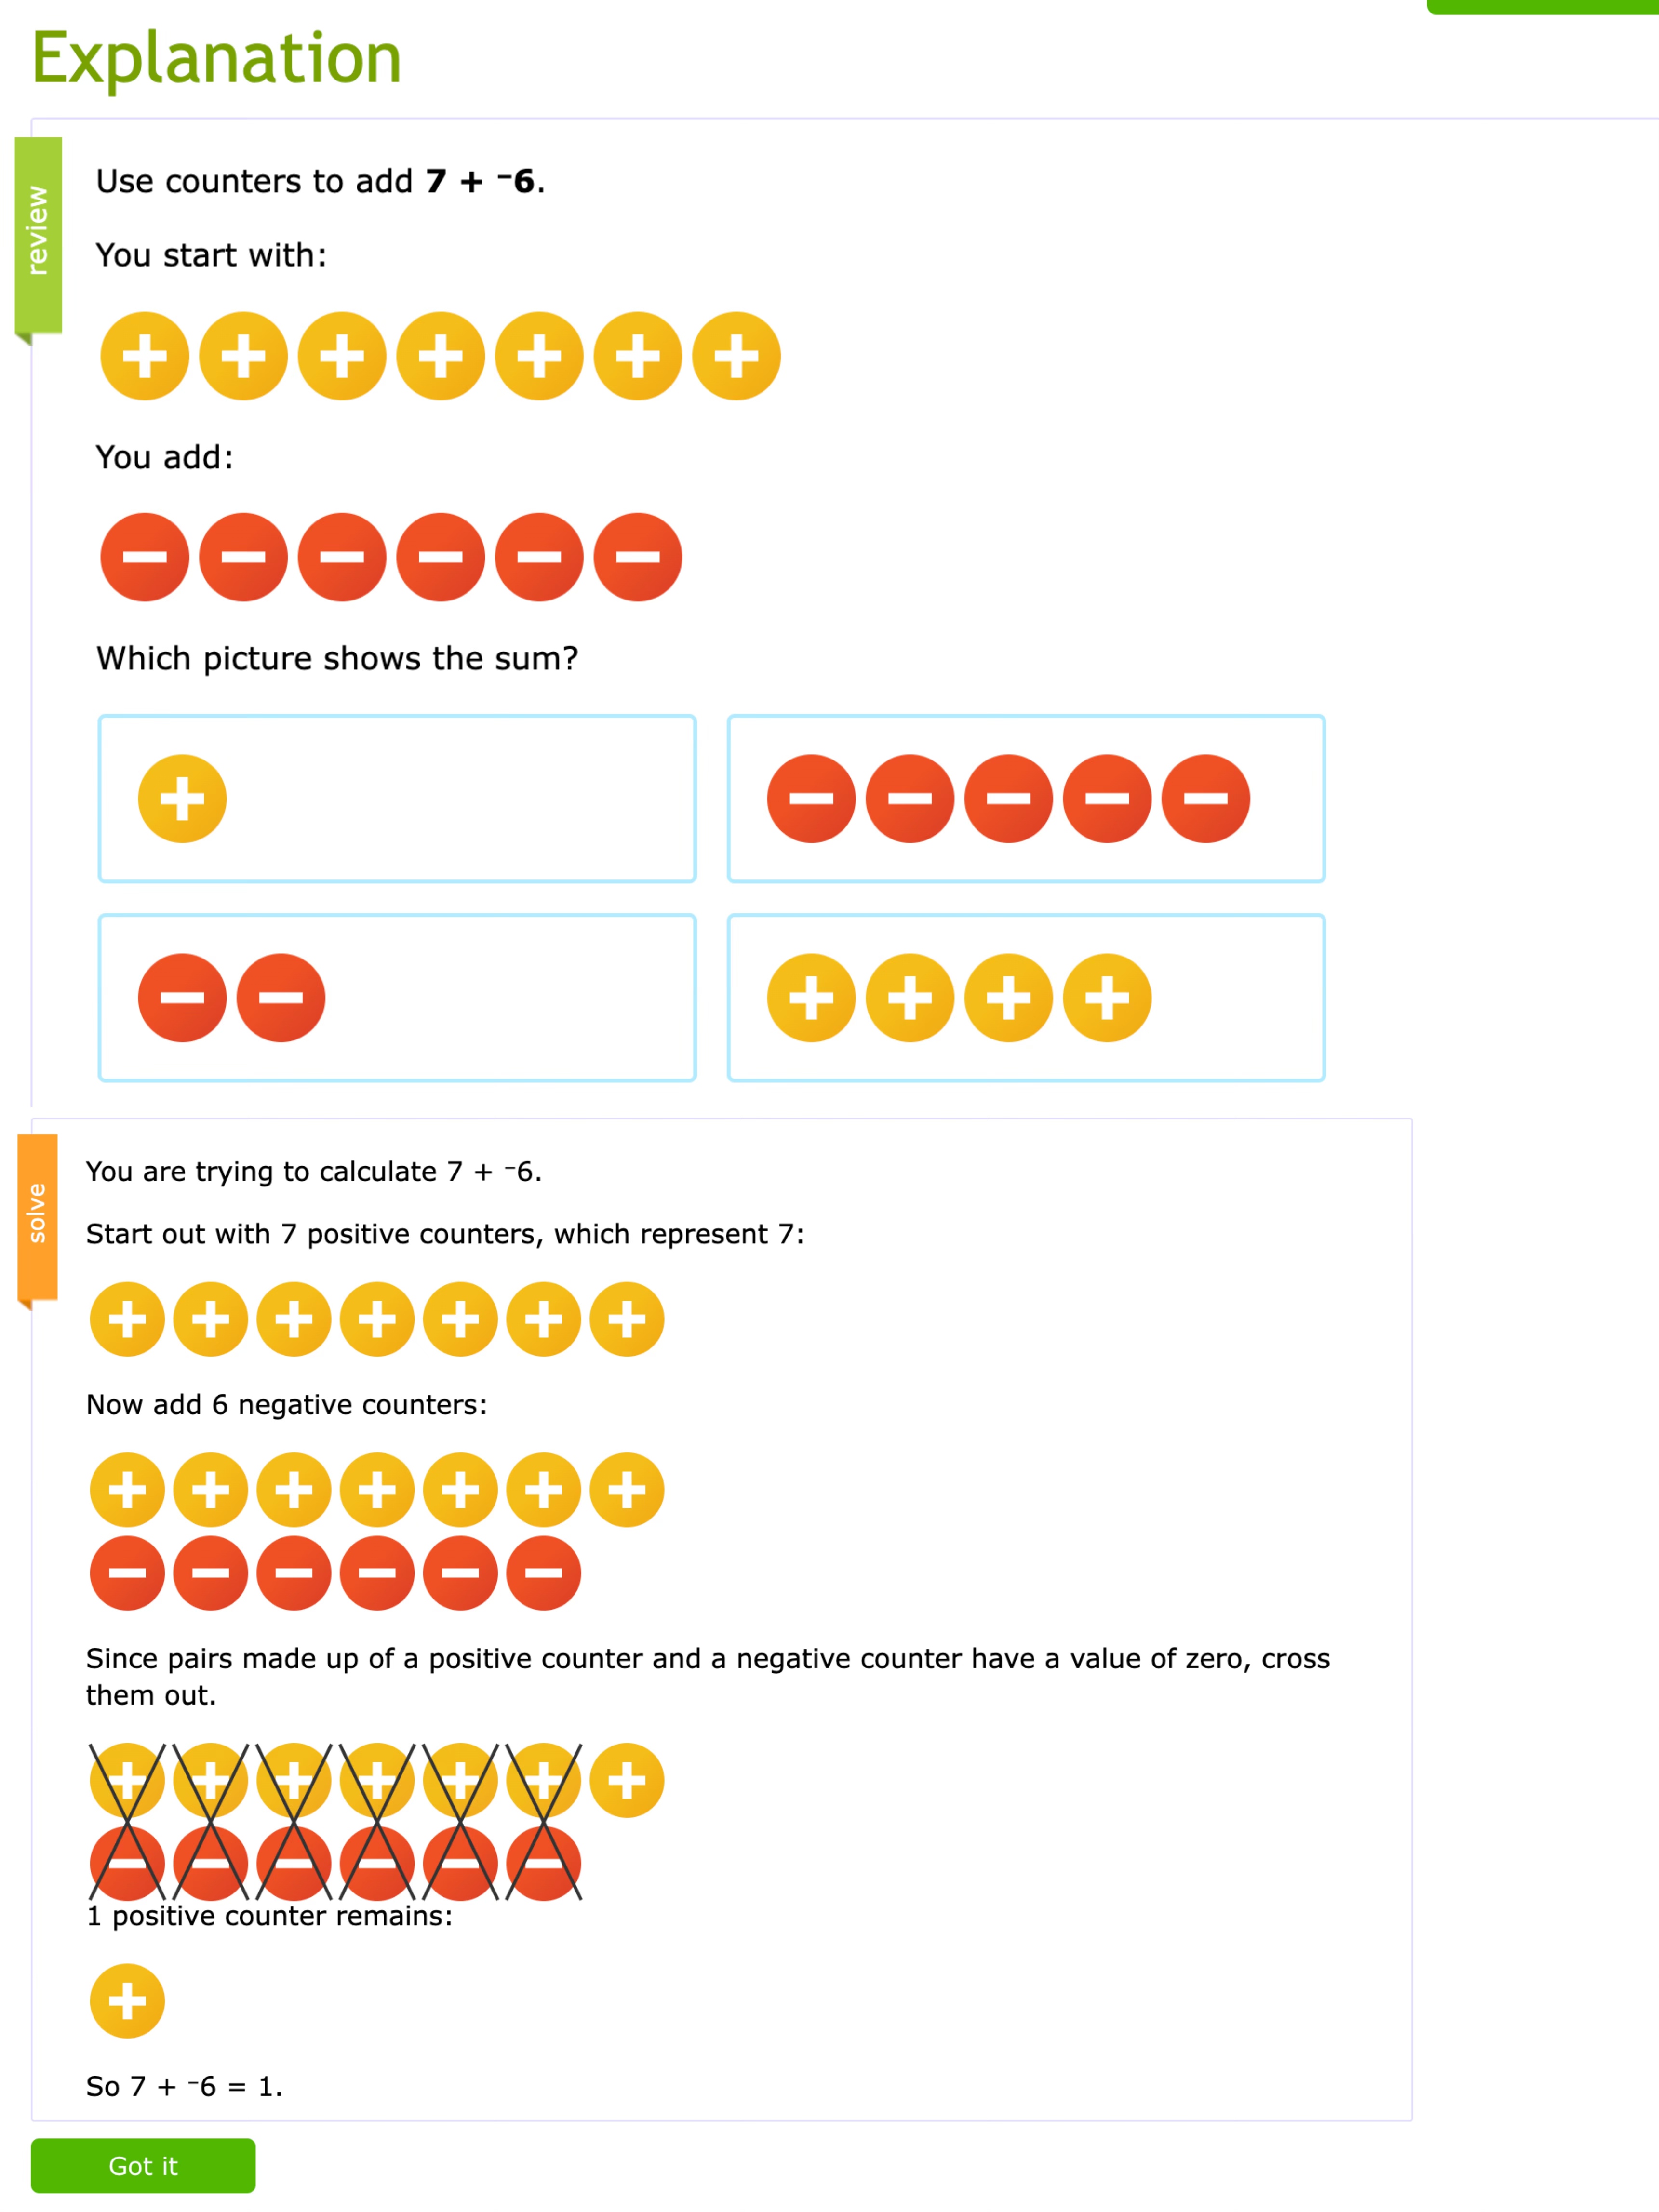 Explanation
review
Use counters to add 7 + ⁻6.
You start with:
You add:
Which picture shows the sum?
solve
You are trying to calculate 7 + ⁻6.
Start out with 7 positive counters, which represent 7:
Now add 6 negative counters:
Since pairs made up of a positive counter and a negative counter have a value of zero, cross
them out.
1 positive counter remains:
So 7 + ⁻6 = 1.
Got it